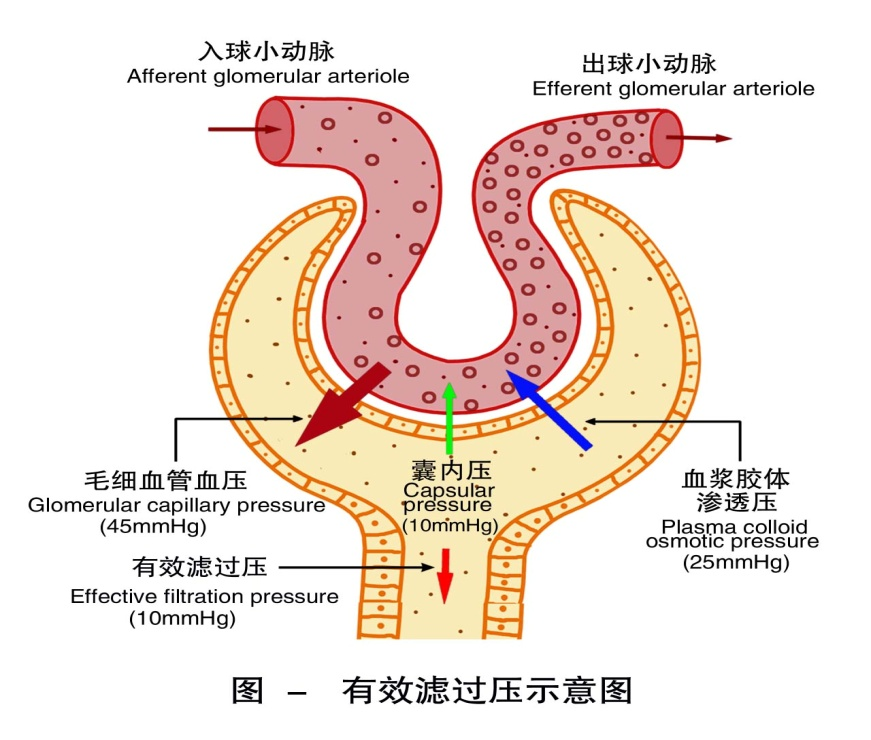 入球小动脉
Afferent glomerular arteriole
出球小动脉
Efferent glomerular arteriole
毛细血管血压
Glomerular capillary pressure
(45mmHg)
囊内压
Capsular
pressure
(10mmHg)
血浆胶体
渗透压
Plasma colloid
osmotic pressure
(25mmHg)
有效滤过压
Effective filtration pressure
(10mmHg)
图 – 有效滤过压示意图